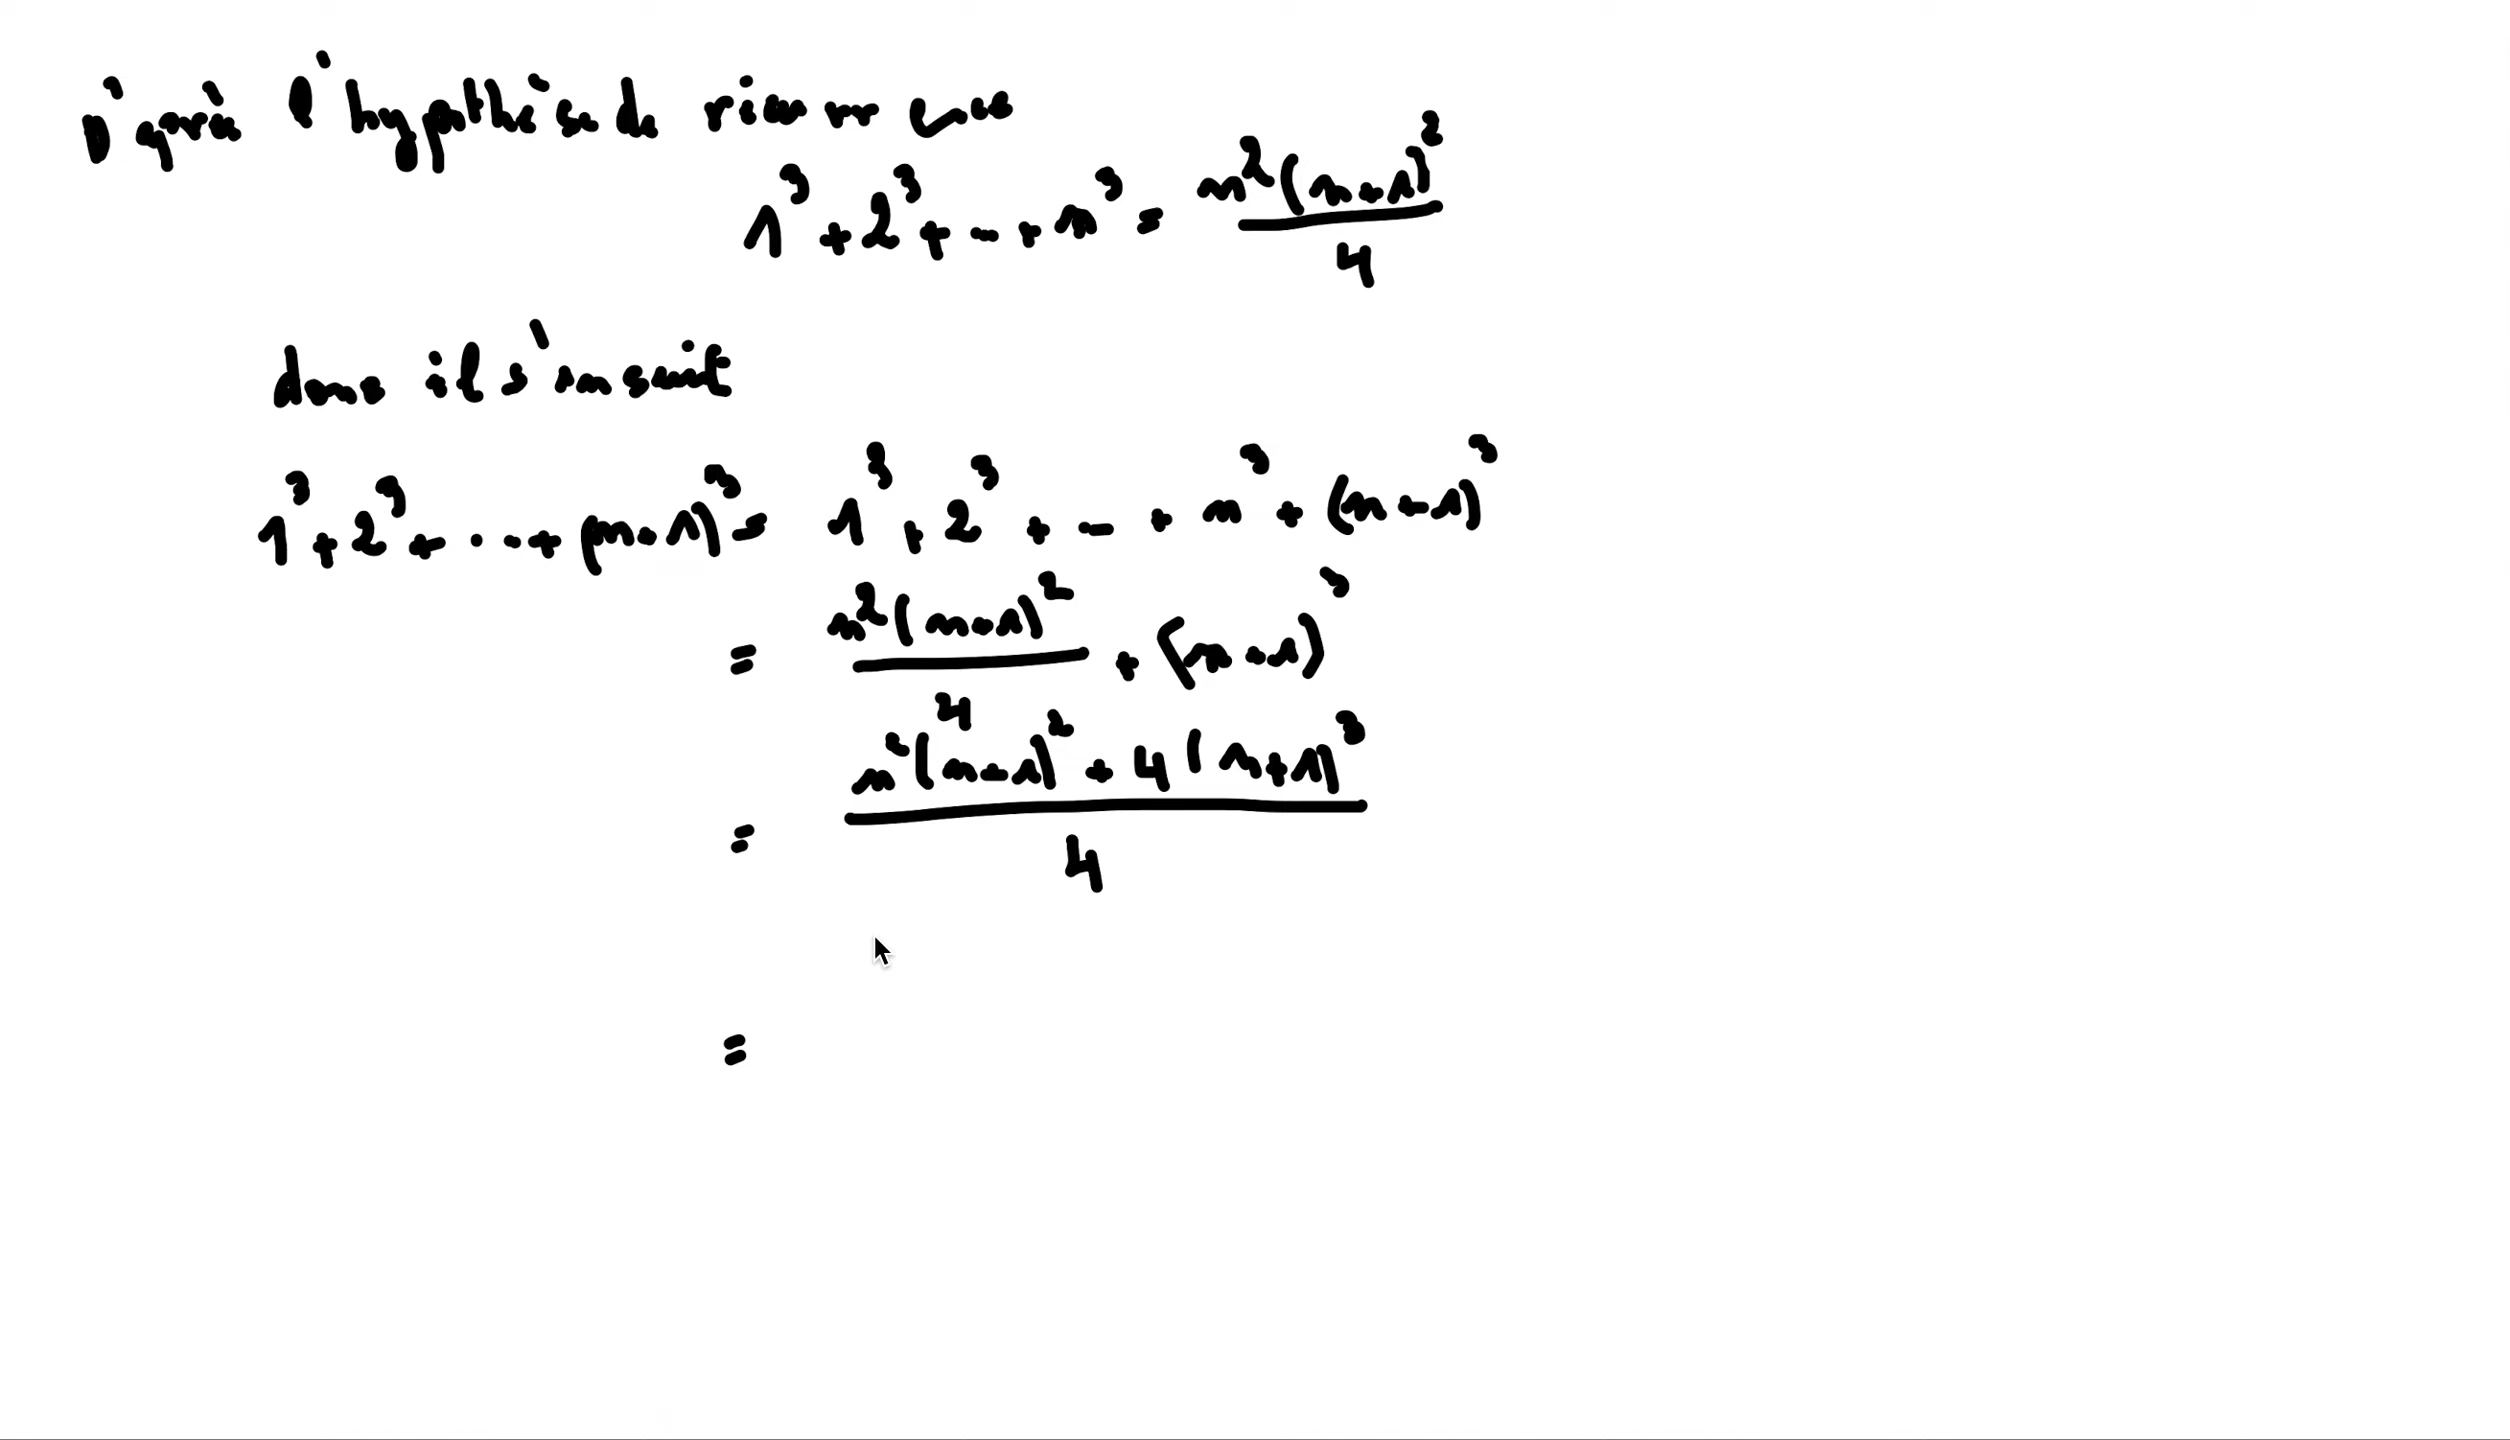 D'après l'hypothèse de récurrence
1³ + 2³ + -- + n³ = n²(n+1)² / 4
donc il s'ensuit
1³ + 2³ + - · - + (n+1)³ = 1³ + 2³ + -- + n³ + (n+1)³
= n²(n+1)² / 4 + (n+1)³
= n²(n+1)² + 4(n+1)³ / 4
=